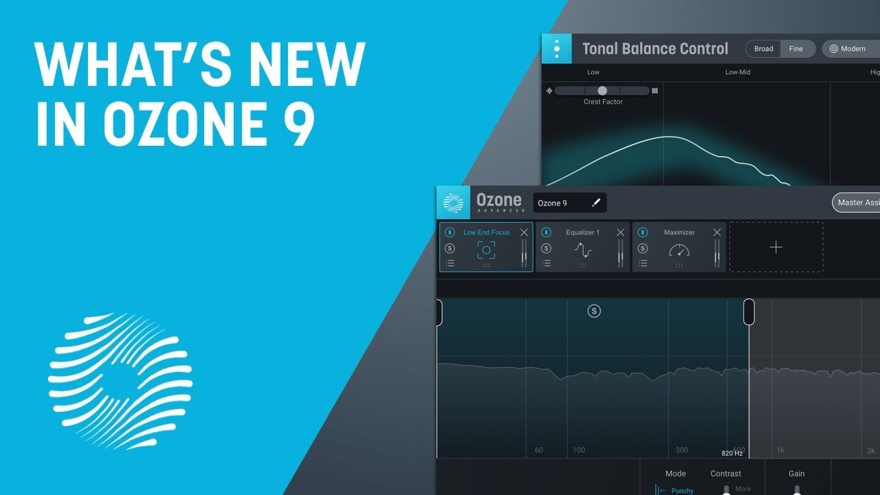 WHAT'S NEW
IN OZONE 9
Tonal Balance Control
Broad
Fine
Modern
Low
Low-Mid
Crest Factor
Ozone
ADVANCED
Ozone 9
Master
Low End Focus
Equalizer 1
Maximizer
S
S
S
S
60
100
300
820 Hz
1k
2k
Mode
Contrast
Gain
Punchy
More